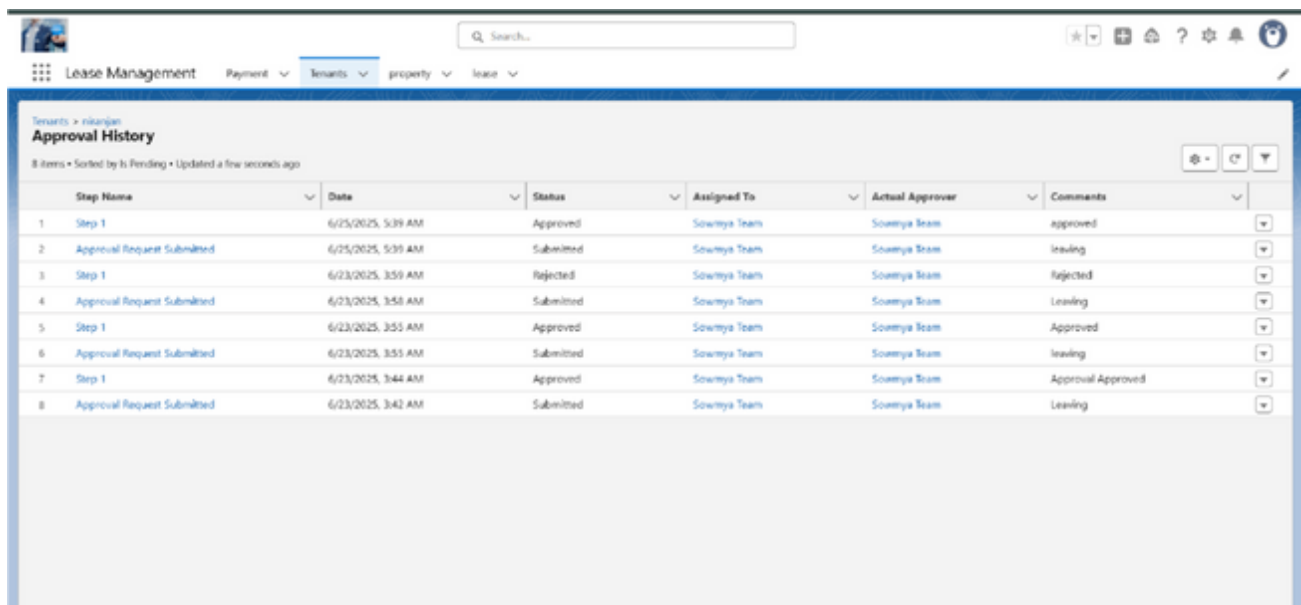 Search...
Lease Management Payment Tenants property lease
Tenants > niranjan
Approval History
8 items • Sorted by Is Pending • Updated a few seconds ago
Step Name Date Status Assigned To Actual Approver Comments
1 Step 1 6/25/2025, 5:39 AM Approved Sowmya Team Sowmya Team approved
2 Approval Request Submitted 6/25/2025, 5:39 AM Submitted Sowmya Team Sowmya Team leaving
3 Step 1 6/23/2025, 3:59 AM Rejected Sowmya Team Sowmya Team Rejected
4 Approval Request Submitted 6/23/2025, 3:58 AM Submitted Sowmya Team Sowmya Team Leaving
5 Step 1 6/23/2025, 3:55 AM Approved Sowmya Team Sowmya Team Approved
6 Approval Request Submitted 6/23/2025, 3:55 AM Submitted Sowmya Team Sowmya Team leaving
7 Step 1 6/23/2025, 3:44 AM Approved Sowmya Team Sowmya Team Approval Approved
8 Approval Request Submitted 6/23/2025, 3:42 AM Submitted Sowmya Team Sowmya Team Leaving